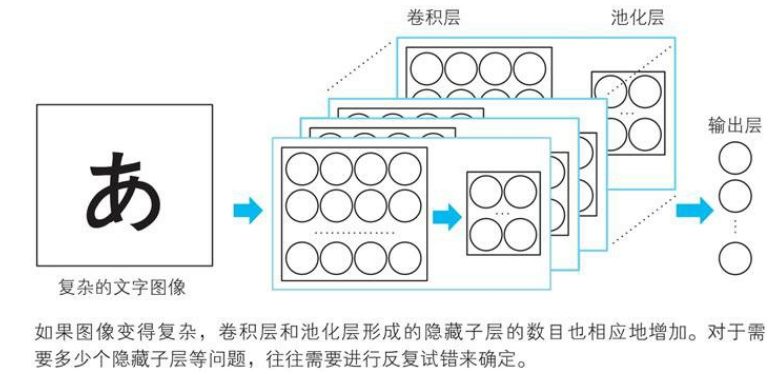 卷积层
池化层
输出层
あ
复杂的文字图像
如果图像变得复杂，卷积层和池化层形成的隐藏子层的数目也相应地增加。对于需
要多少个隐藏子层等问题，往往需要进行反复试错来确定。